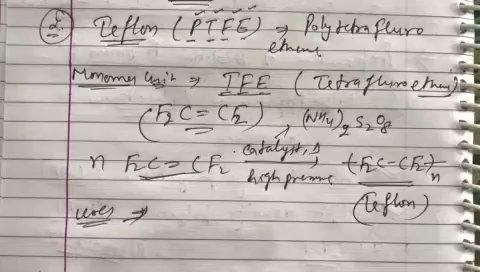 2. Teflon (PTFE) → Polytetrafluro
ethene
Monomer unit → TFE (Tetrafluroethene)
(F₂C=CF₂) → (NH₄)₂S₂O₈
n F₂C=CF₂ catalyst, Δ high pressure → (F₂C-CF₂)n
uses → (Teflon)